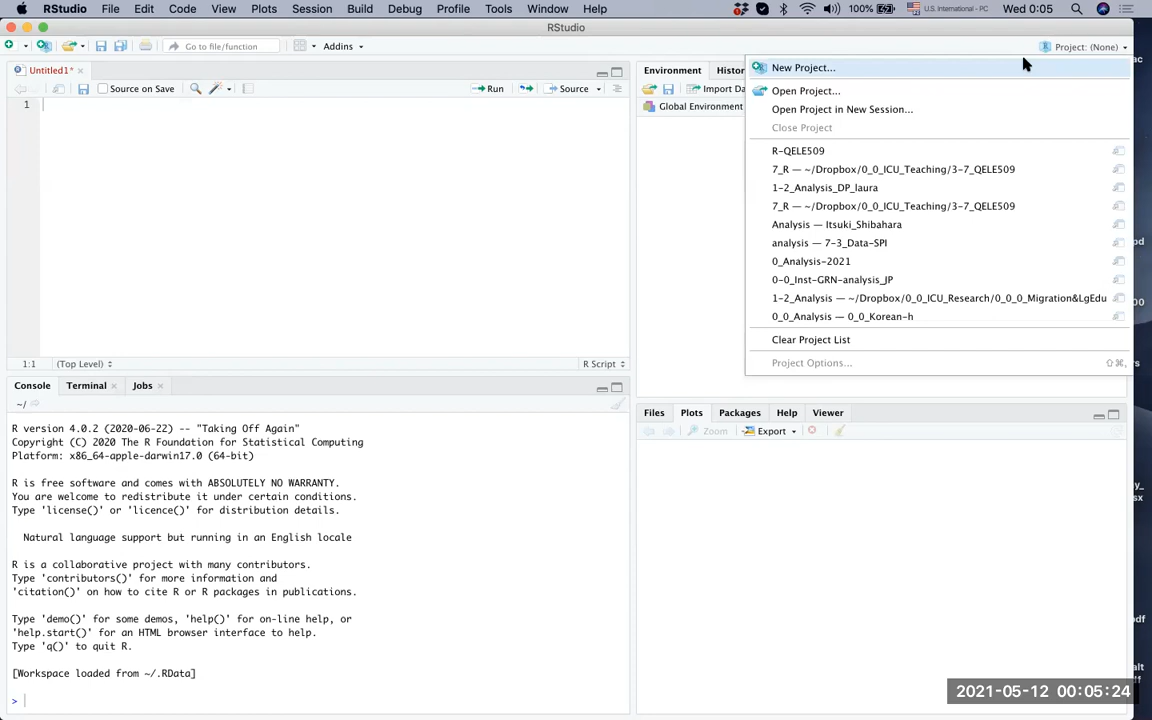 RStudio File Edit Code View Plots Session Build Debug Profile Tools Window Help 100% U.S. International - PC Wed 0:05
RStudio
Go to file/function Addins Project: (None)
Untitled1*
Source on Save Run Source
1
1:1 (Top Level) R Script
Environment Histor
Import Da
Global Environment
New Project...
Open Project...
Open Project in New Session...
Close Project
R-QELE509
7_R — ~/Dropbox/0_0_ICU_Teaching/3-7_QELE509
1-2_Analysis_DP_laura
7_R — ~/Dropbox/0_0_ICU_Teaching/3-7_QELE509
Analysis — Itsuki_Shibahara
analysis — 7-3_Data-SPI
0_Analysis-2021
0-0_Inst-GRN-analysis_JP
1-2_Analysis — ~/Dropbox/0_0_ICU_Research/0_0_0_Migration&LgEdu
0_0_Analysis — 0_0_Korean-h
Clear Project List
Project Options... ⇧⌘,
Console Terminal Jobs
~/
R version 4.0.2 (2020-06-22) -- "Taking Off Again"
Copyright (C) 2020 The R Foundation for Statistical Computing
Platform: x86_64-apple-darwin17.0 (64-bit)
R is free software and comes with ABSOLUTELY NO WARRANTY.
You are welcome to redistribute it under certain conditions.
Type 'license()' or 'licence()' for distribution details.
Natural language support but running in an English locale
R is a collaborative project with many contributors.
Type 'contributors()' for more information and
'citation()' on how to cite R or R packages in publications.
Type 'demo()' for some demos, 'help()' for on-line help, or
'help.start()' for an HTML browser interface to help.
Type 'q()' to quit R.
[Workspace loaded from ~/.RData]
>
Files Plots Packages Help Viewer
Zoom Export
2021-05-12 00:05:24